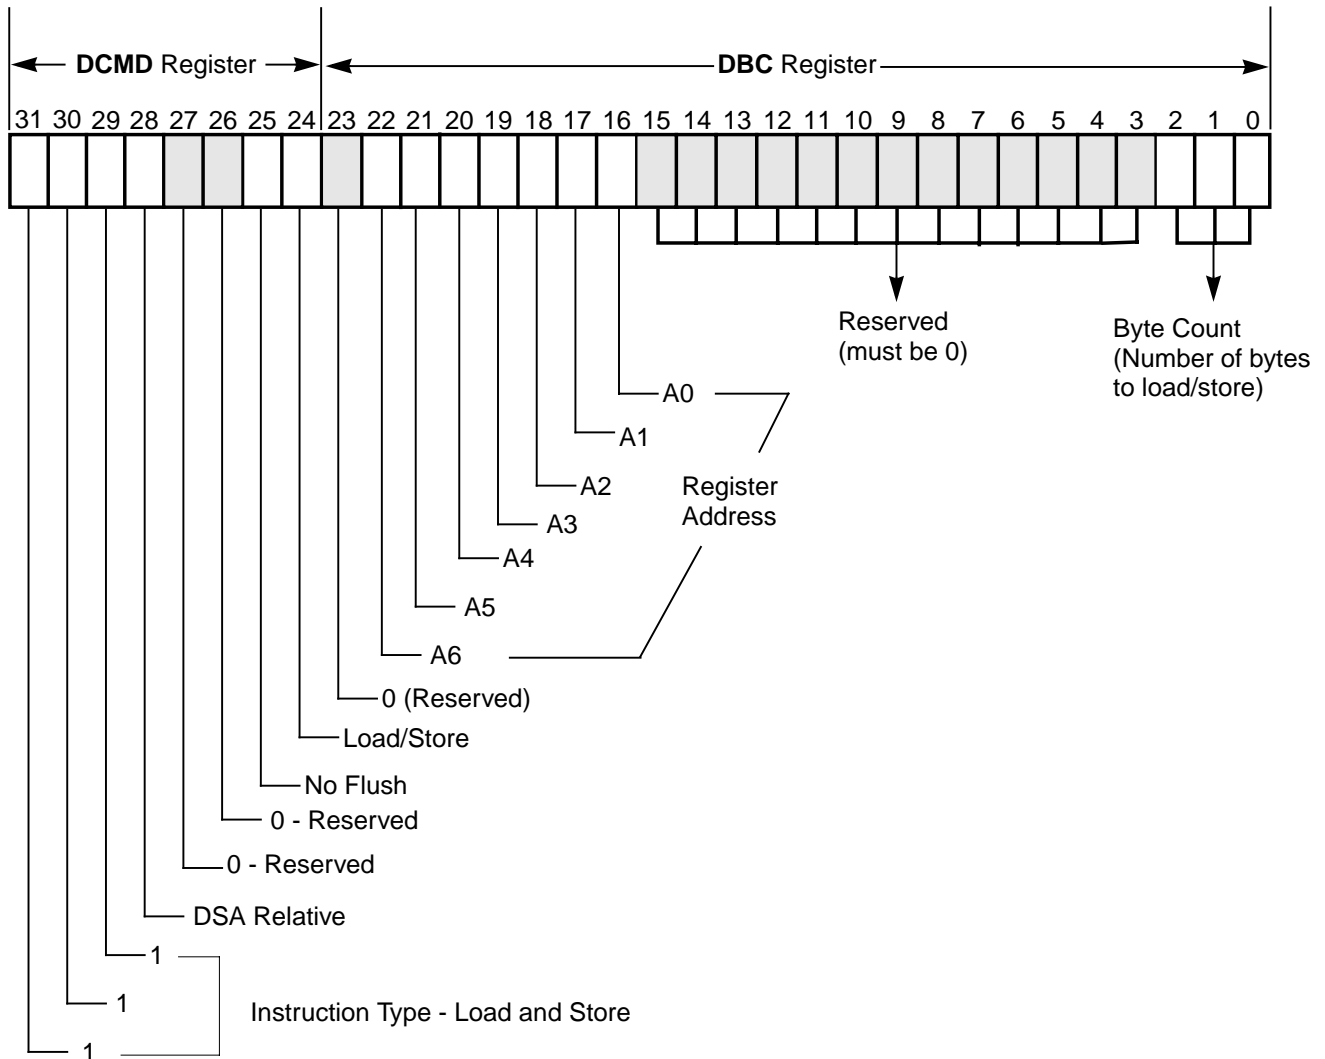 DCMD Register
DBC Register
31 30 29 28 27 26 25 24 23 22 21 20 19 18 17 16 15 14 13 12 11 10 9 8 7 6 5 4 3 2 1 0
Reserved
(must be 0)
Byte Count
(Number of bytes
to load/store)
A0
A1
A2
A3
A4
A5
A6
Register
Address
0 (Reserved)
Load/Store
No Flush
0 - Reserved
0 - Reserved
DSA Relative
1
1
1
Instruction Type - Load and Store